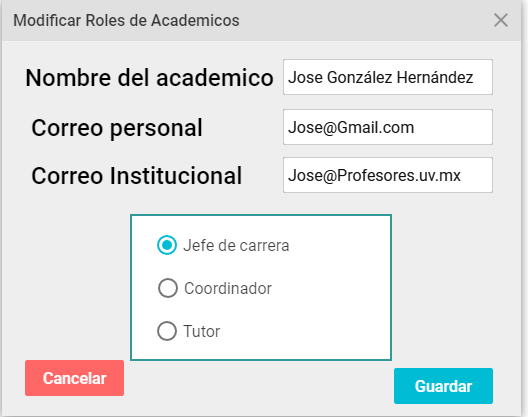 Modificar Roles de Academicos
Nombre del academico Jose González Hernández
Correo personal Jose@Gmail.com
Correo Institucional Jose@Profesores.uv.mx
Jefe de carrera
Coordinador
Tutor
Cancelar
Guardar